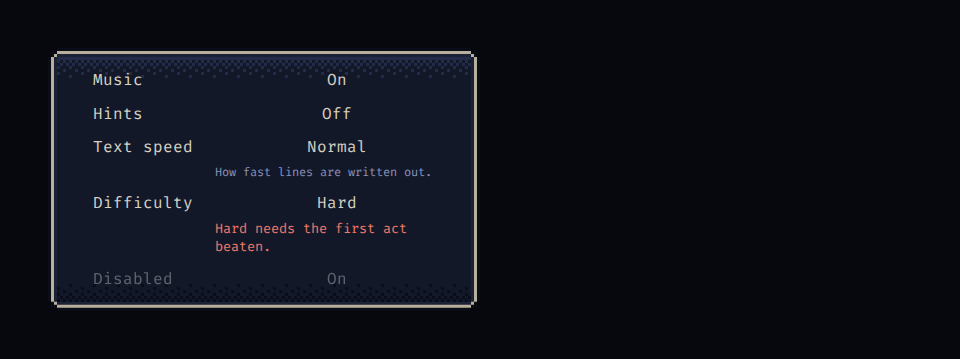 Music On
Hints Off
Text speed Normal
How fast lines are written out.
Difficulty Hard
Hard needs the first act
beaten.
Disabled On